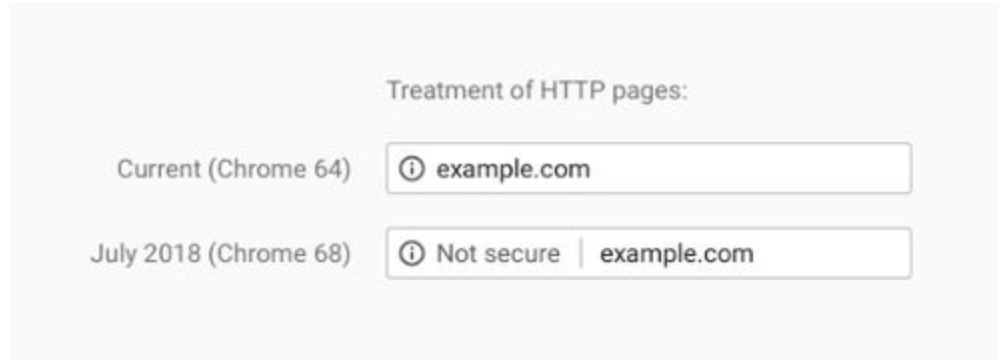 Treatment of HTTP pages:
Current (Chrome 64) example.com
July 2018 (Chrome 68) Not secure example.com